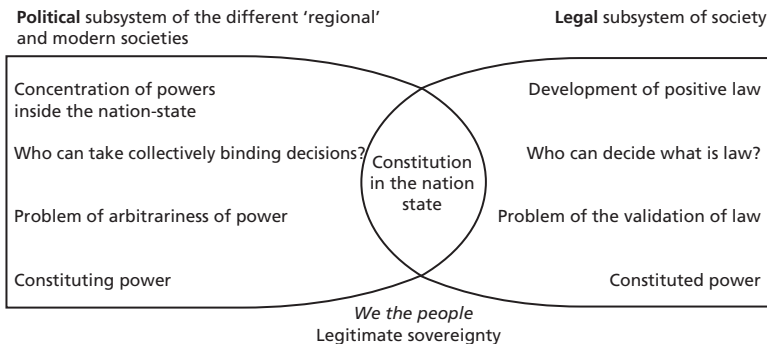 Political subsystem of the different 'regional'
and modern societies
Legal subsystem of society
Concentration of powers
inside the nation-state
Development of positive law
Who can take collectively binding decisions?
Constitution
in the nation
state
Who can decide what is law?
Problem of arbitrariness of power
Problem of the validation of law
Constituting power
Constituted power
We the people
Legitimate sovereignty